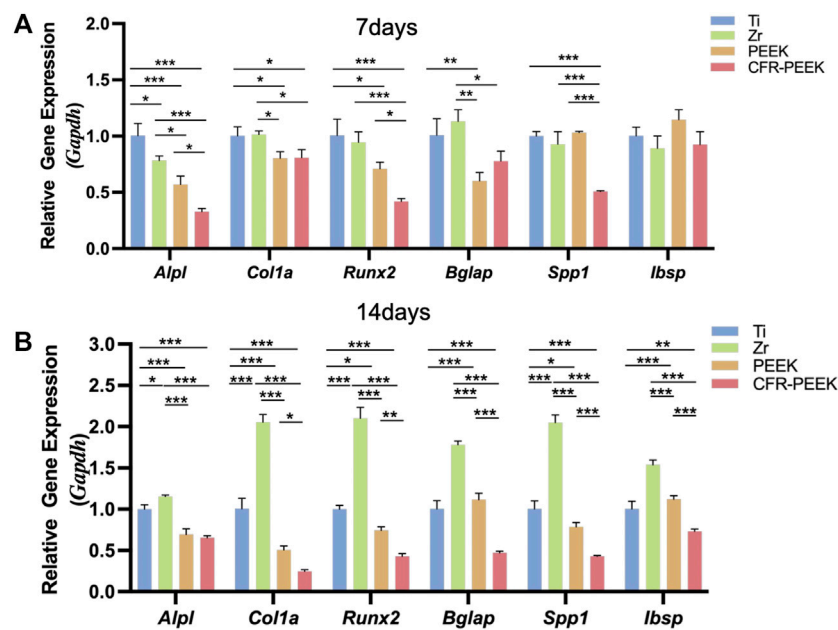 A
7days
Ti
Zr
PEEK
CFR-PEEK
Relative Gene Expression
(Gapdh)
2.0
1.5
1.0
0.5
0.0
*** * *** ** ***
*** * * * ***
* * *** ** ***
*** * *
*
*
Alpl Col1a Runx2 Bglap Spp1 Ibsp
B
14days
Ti
Zr
PEEK
CFR-PEEK
Relative Gene Expression
(Gapdh)
3.0
2.5
2.0
1.5
1.0
0.5
0.0
*** *** *** *** *** **
*** *** * *** * ***
* *** *** *** *** *** *** *** *** ***
*** *** *** *** *** ***
* ** *** *** ***
Alpl Col1a Runx2 Bglap Spp1 Ibsp